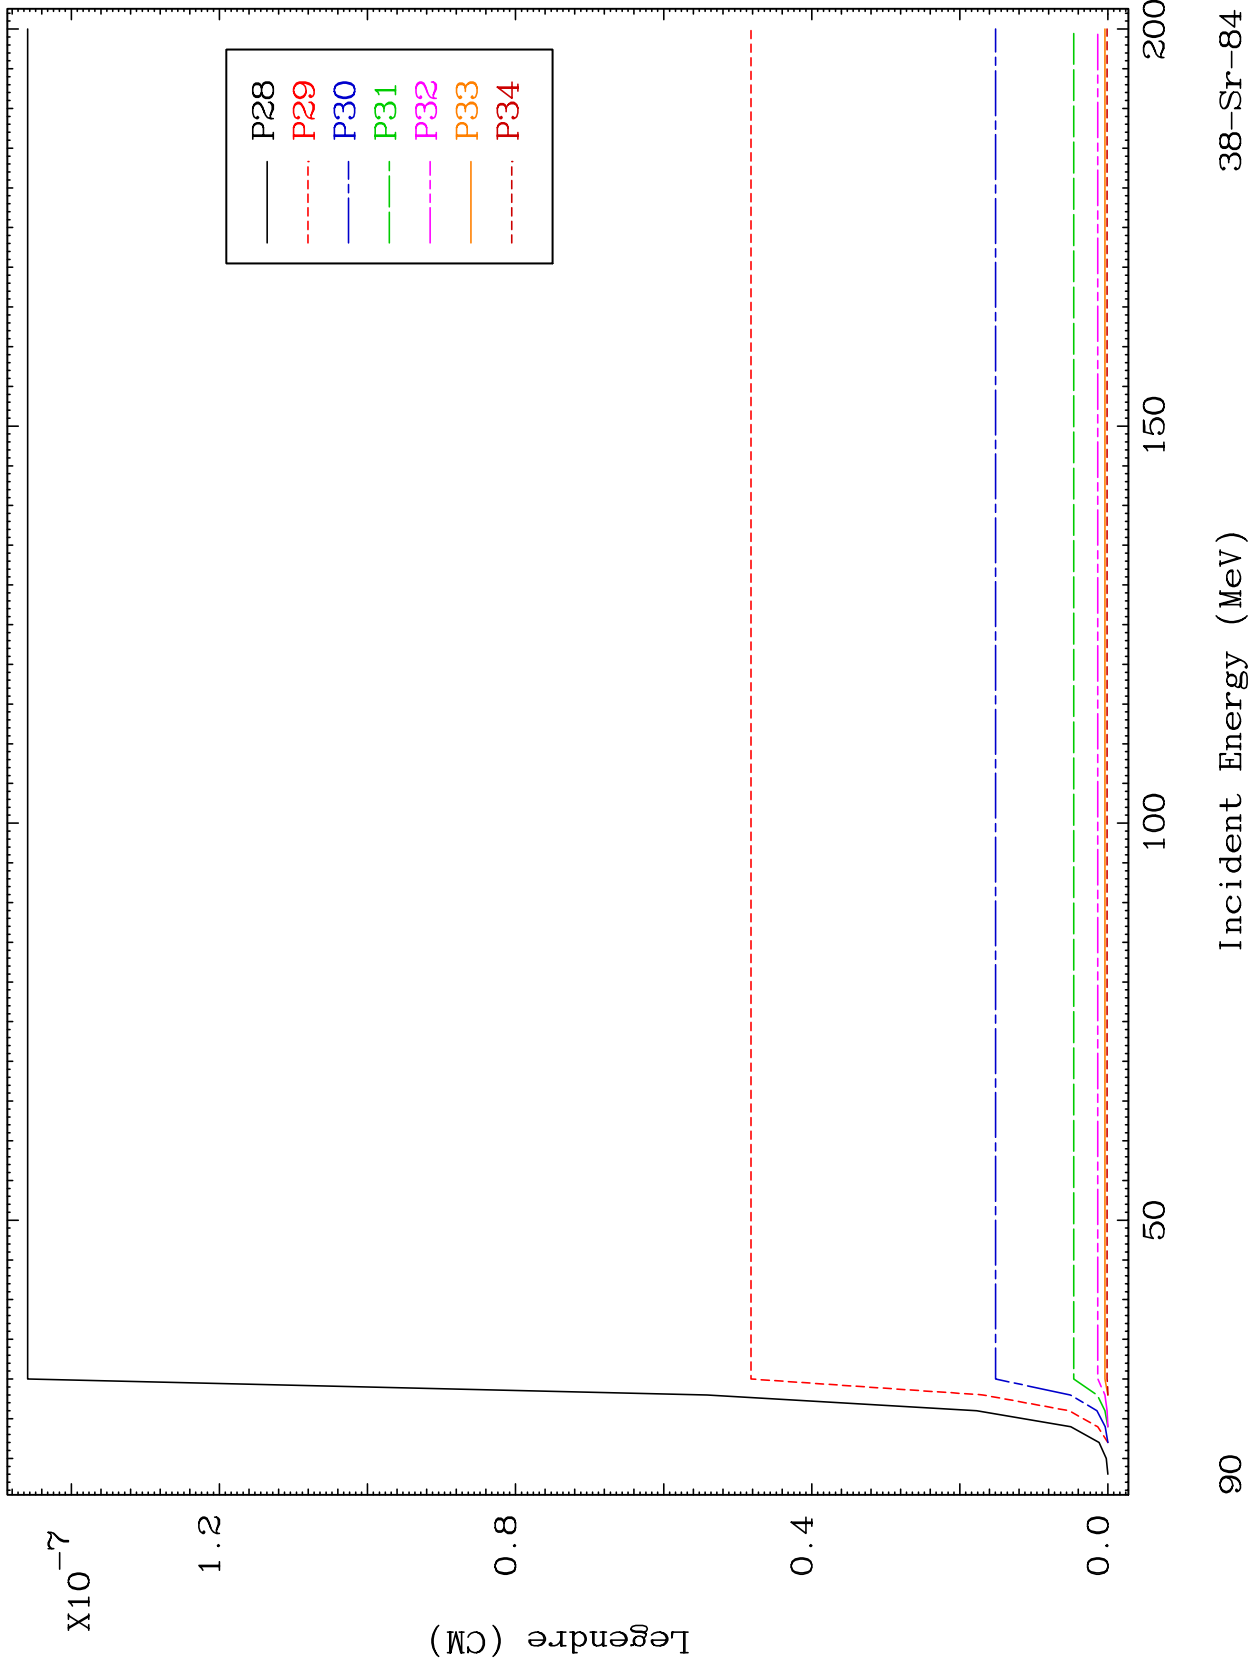 X10-7
1.2
0.8
0.4
0.0
Legendre (CM)
P28
P29
P30
P31
P32
P33
P34
50
100
150
200
90
Incident Energy (MeV)
38-Sr-84